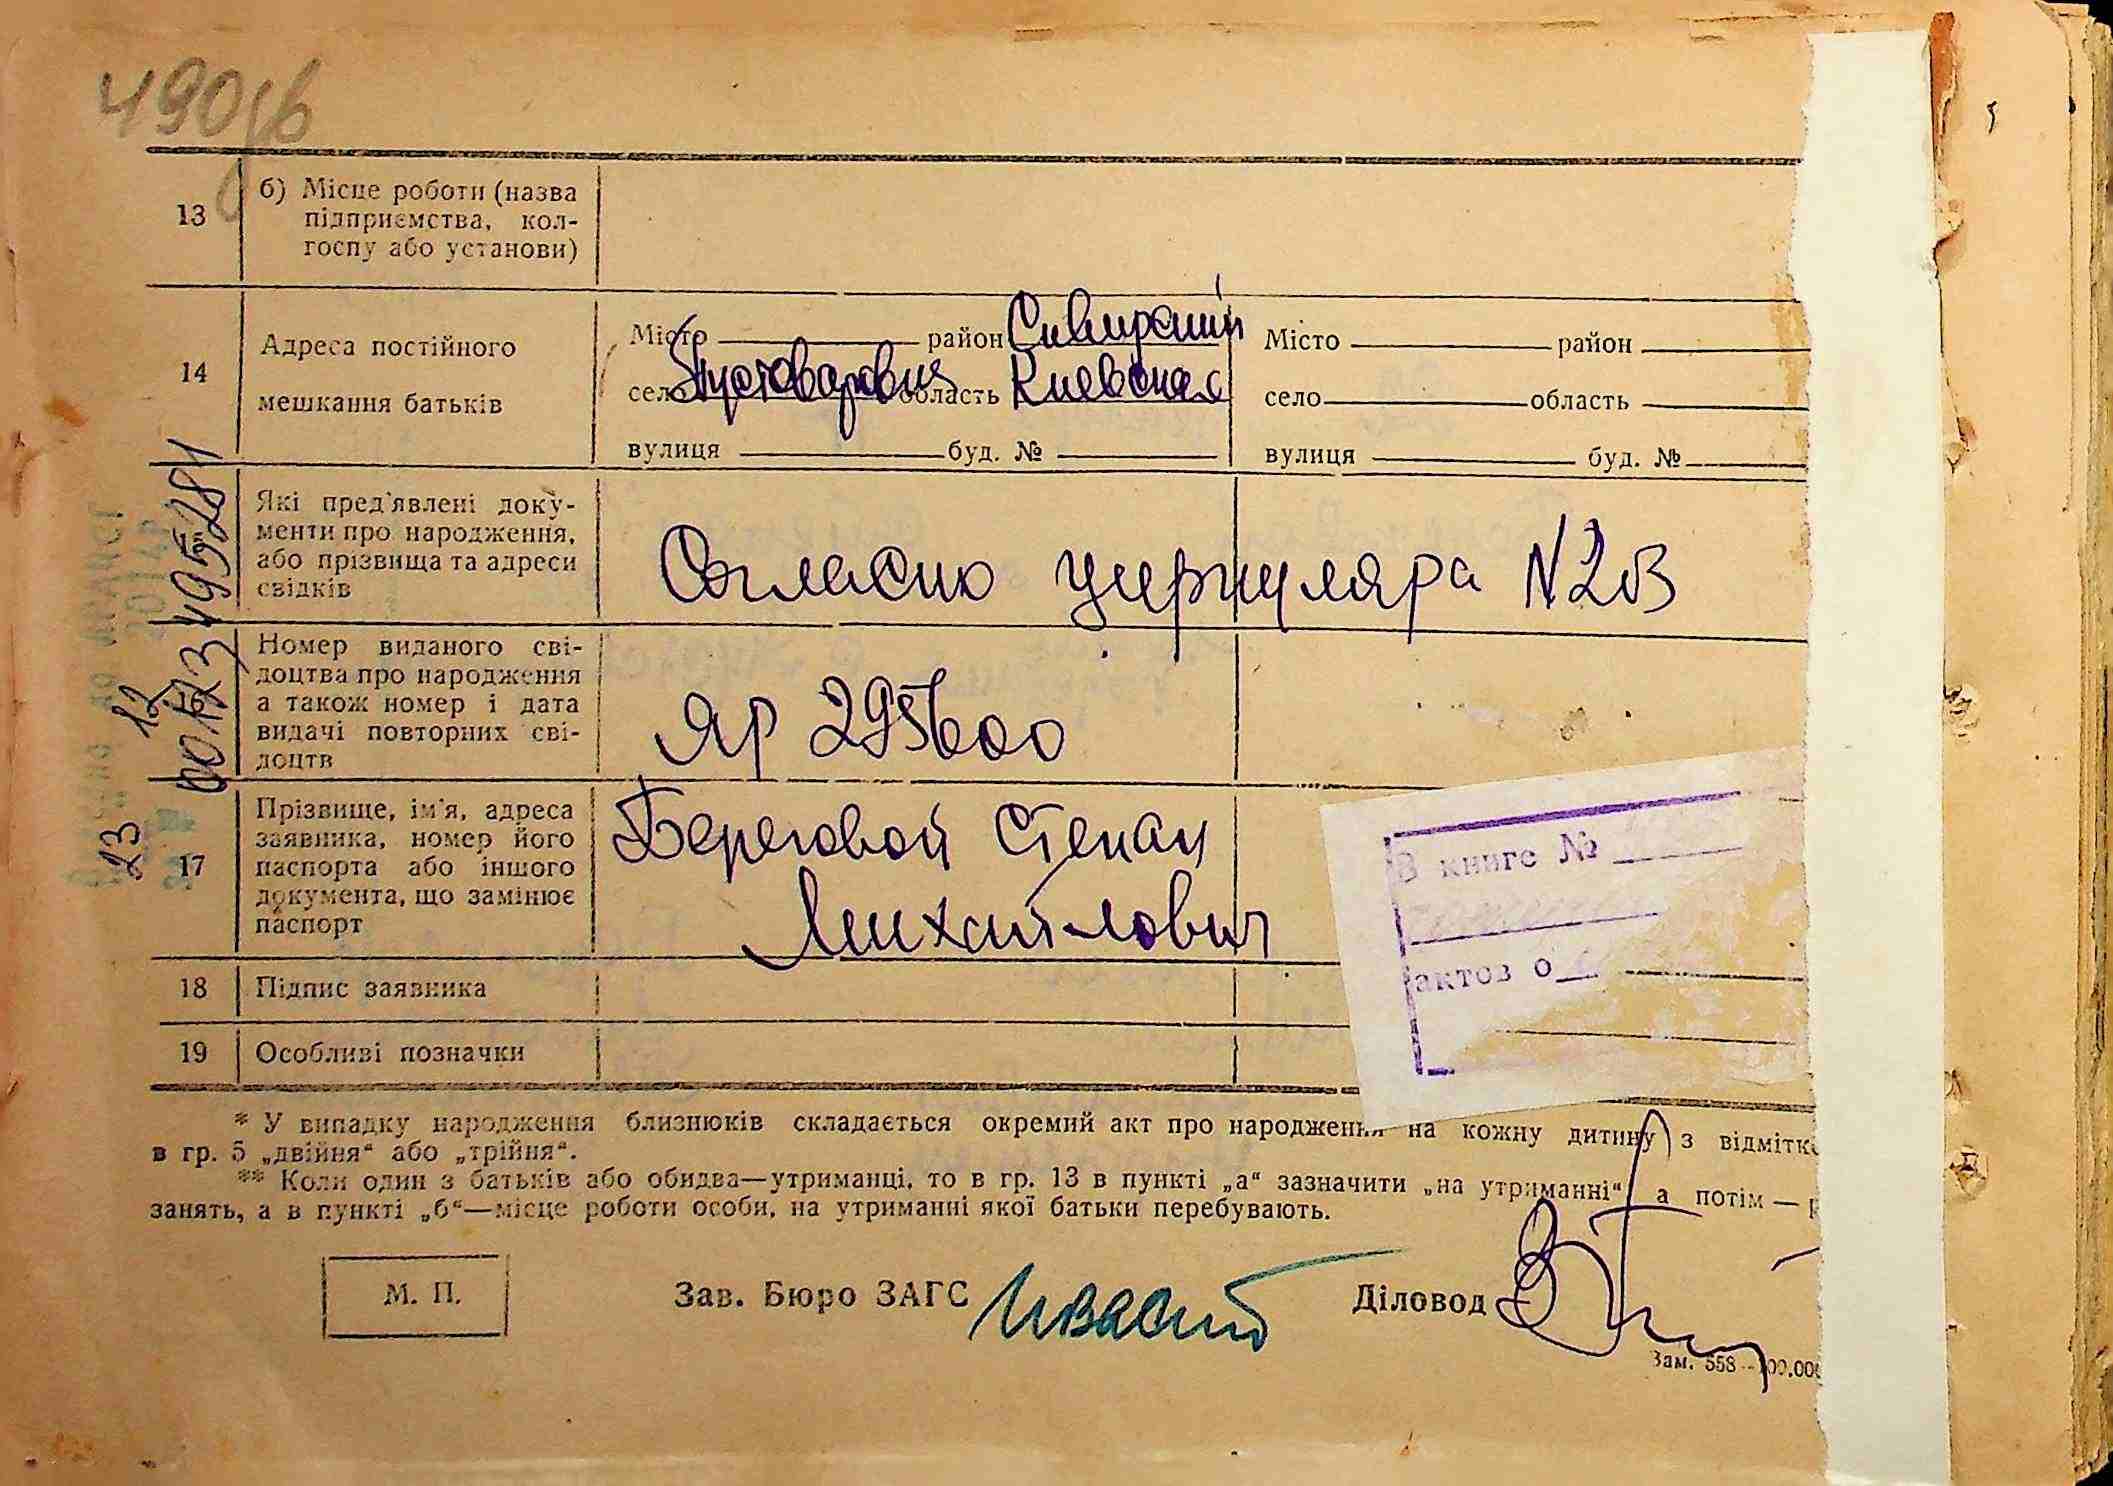 490 зв
13
б) Місце роботи (назва
підприємства, кол-
госпу або установи)
14
Адреса постійного
мешкання батьків
Місто район Сквирский
село Пустоваровка область Киевская
вулиця буд. №
Місто район
село область
вулиця буд. №
Які пред'явлені доку-
менти про народження,
або прізвища та адреси
свідків
Согласно циркуляра N 2В
Номер виданого сві-
доцтва про народження
а також номер і дата
видачі повторних сві-
доцтв
ЯР 295600
17
Прізвище, ім'я, адреса
заявника, номер його
паспорта або іншого
документа, що замінює
паспорт
Береговой Степан
Михайлович
18
Підпис заявника
19
Особливі позначки
В книге №
актов о
* У випадку народження близнюків складається окремий акт про народження на кожну дитину з відмітко
в гр. 5 „двійня“ або „трійня“.
** Коли один з батьків або обидва—утриманці, то в гр. 13 в пункті „а“ зазначити „на утриманні“, а потім —
занять, а в пункті „б“—місце роботи особи, на утриманні якої батьки перебувають.
М. П.
Зав. Бюро ЗАГС
Діловод
Зам. 558